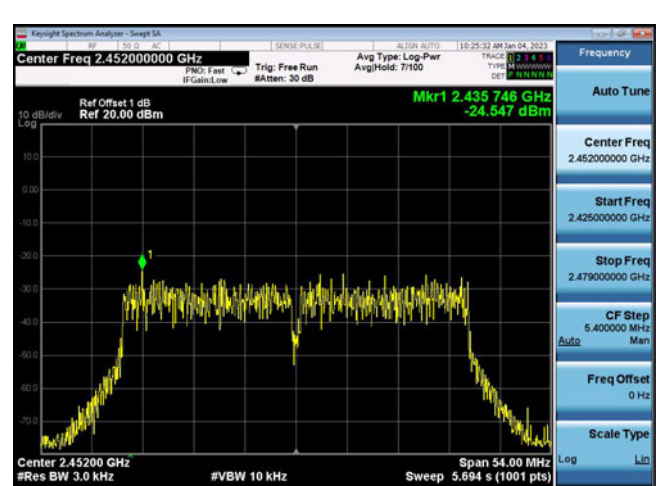 Keysight Spectrum Analyzer - Swept SA
RF 50 Ω AC SENSE:PULSE ALIGN AUTO 10:25:32 AM Jan 04, 2023
Center Freq 2.452000000 GHz
PNO: Fast
IFGain:Low
Trig: Free Run
#Atten: 30 dB
Avg Type: Log-Pwr
Avg|Hold: 7/100
TRACE 1 2 3 4 5 6
TYPE M WWWWW
DET P N N N N N
Ref Offset 1 dB
Ref 20.00 dBm
10 dB/div
Log
Mkr1 2.435 746 GHz
-24.547 dBm
10.0
0.00
-10.0
-20.0
-30.0
-40.0
-50.0
-60.0
-70.0
1
Center 2.45200 GHz
#Res BW 3.0 kHz
#VBW 10 kHz
Span 54.00 MHz
Sweep 5.694 s (1001 pts)
Frequency
Auto Tune
Center Freq
2.452000000 GHz
Start Freq
2.425000000 GHz
Stop Freq
2.479000000 GHz
CF Step
5.400000 MHz
Auto Man
Freq Offset
0 Hz
Scale Type
Log Lin